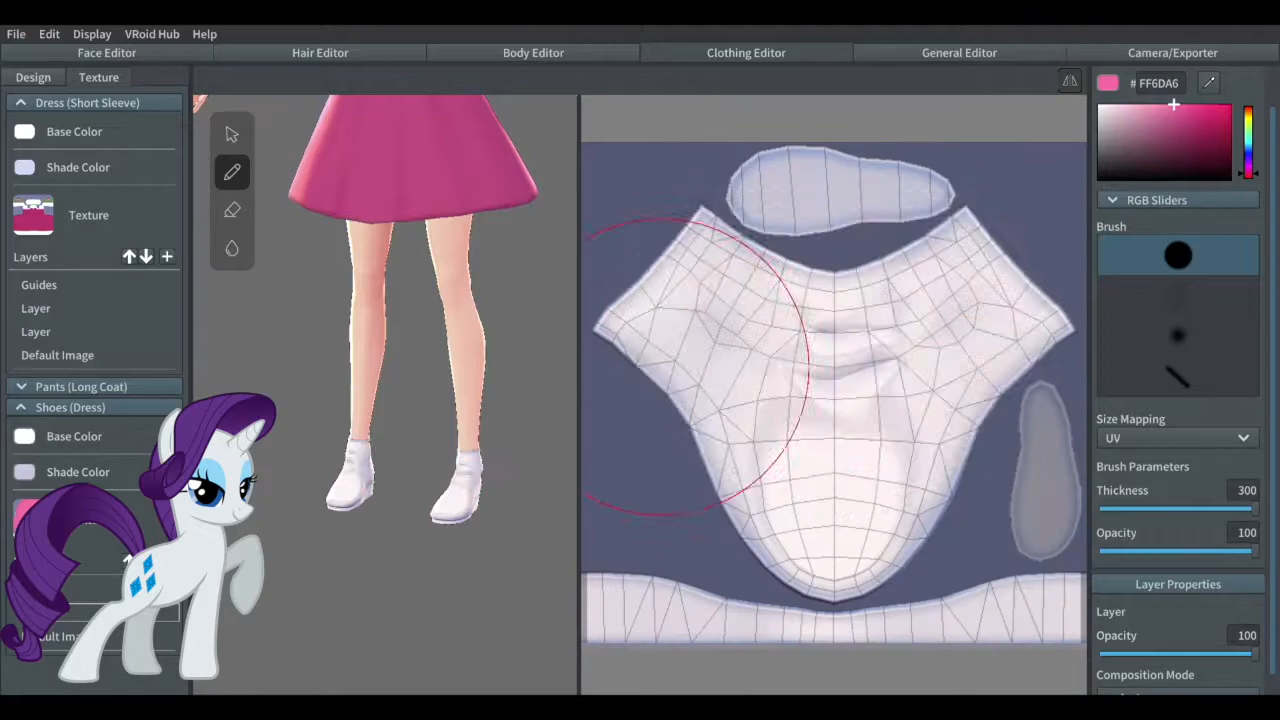 File Edit Display VRoid Hub Help
Face Editor Hair Editor Body Editor Clothing Editor General Editor Camera/Exporter
Design Texture
Dress (Short Sleeve)
Base Color
Shade Color
Texture
Layers
Guides
Layer
Layer
Default Image
Pants (Long Coat)
Shoes (Dress)
Base Color
Shade Color
# FF6DA6
RGB Sliders
Brush
Size Mapping
UV
Brush Parameters
Thickness 300
Opacity 100
Layer Properties
Layer
Opacity 100
Composition Mode